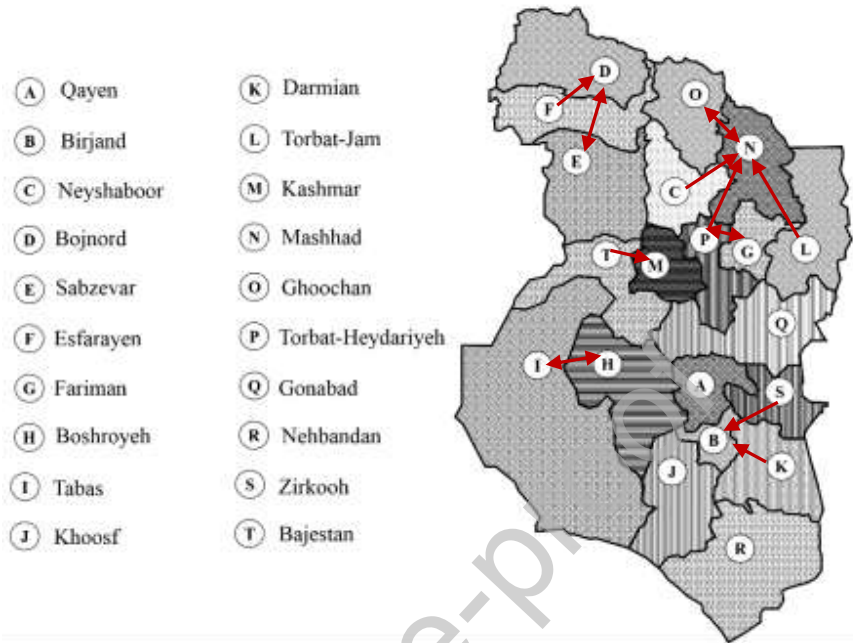 A Qayen
B Birjand
C Neyshaboor
D Bojnord
E Sabzevar
F Esfarayen
G Fariman
H Boshroyeh
I Tabas
J Khoosf
K Darmian
L Torbat-Jam
M Kashmar
N Mashhad
O Ghoochan
P Torbat-Heydariyeh
Q Gonabad
R Nehbandan
S Zirkooh
T Bajestan
D
O
F
N
E
C
P
G
L
T
M
Q
I
H
A
S
B
J
K
R